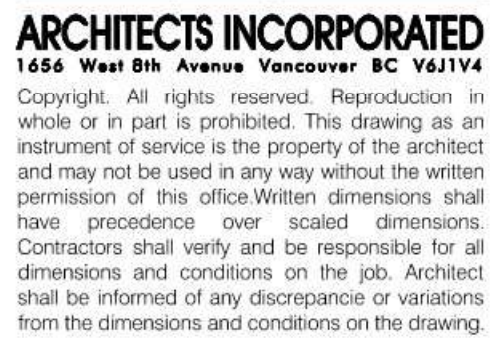 ARCHITECTS INCORPORATED
1656 West 8th Avenue Vancouver BC V6J1V4
Copyright. All rights reserved. Reproduction in
whole or in part is prohibited. This drawing as an
instrument of service is the property of the architect
and may not be used in any way without the written
permission of this office.Written dimensions shall
have precedence over scaled dimensions.
Contractors shall verify and be responsible for all
dimensions and conditions on the job. Architect
shall be informed of any discrepancie or variations
from the dimensions and conditions on the drawing.